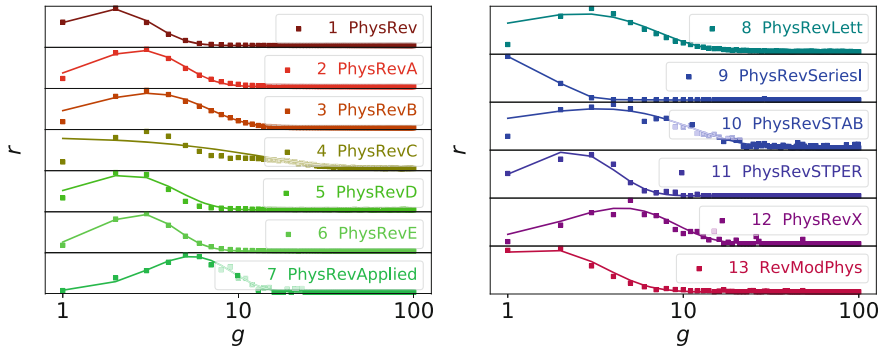 1 PhysRev
2 PhysRevA
3 PhysRevB
4 PhysRevC
5 PhysRevD
6 PhysRevE
7 PhysRevApplied
r
1
10
100
g
8 PhysRevLett
9 PhysRevSeriesI
10 PhysRevSTAB
11 PhysRevSTPER
12 PhysRevX
13 RevModPhys
r
1
10
100
g